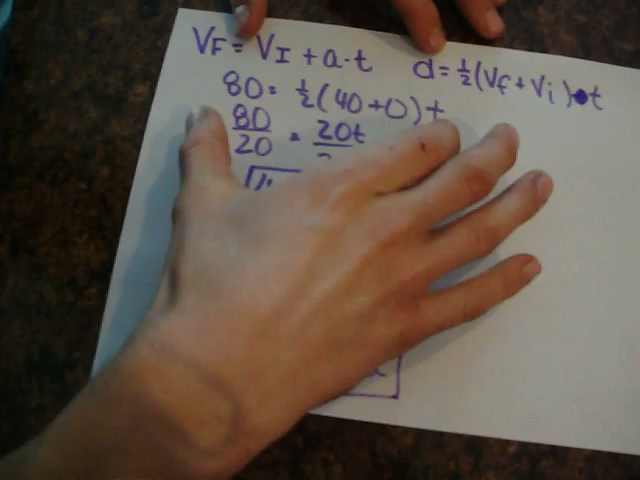 VF = VI + a·t
d = ½(Vf + Vi)•t
80 = ½(40+0)t
80/20 = 20t